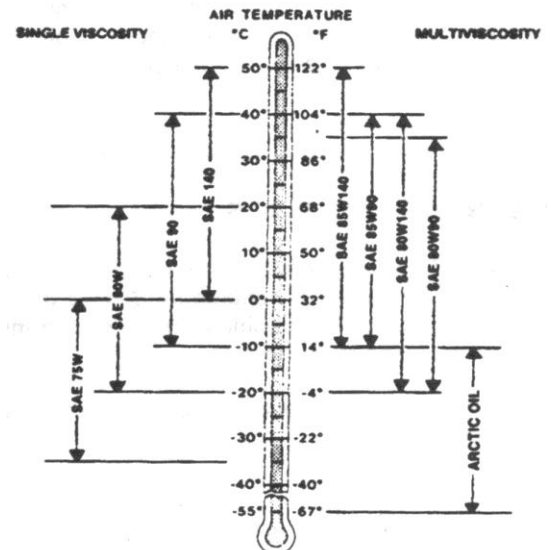 AIR TEMPERATURE
SINGLE VISCOSITY °C °F MULTIVISCOSITY
50° 122°
40° 104°
30° 86°
20° 68°
10° 50°
0° 32°
-10° 14°
-20° -4°
-30° -22°
-40° -40°
-55° -67°
SAE 75W
SAE 80W
SAE 90
SAE 140
SAE 85W140
SAE 85W90
SAE 80W140
SAE 80W90
ARCTIC OIL